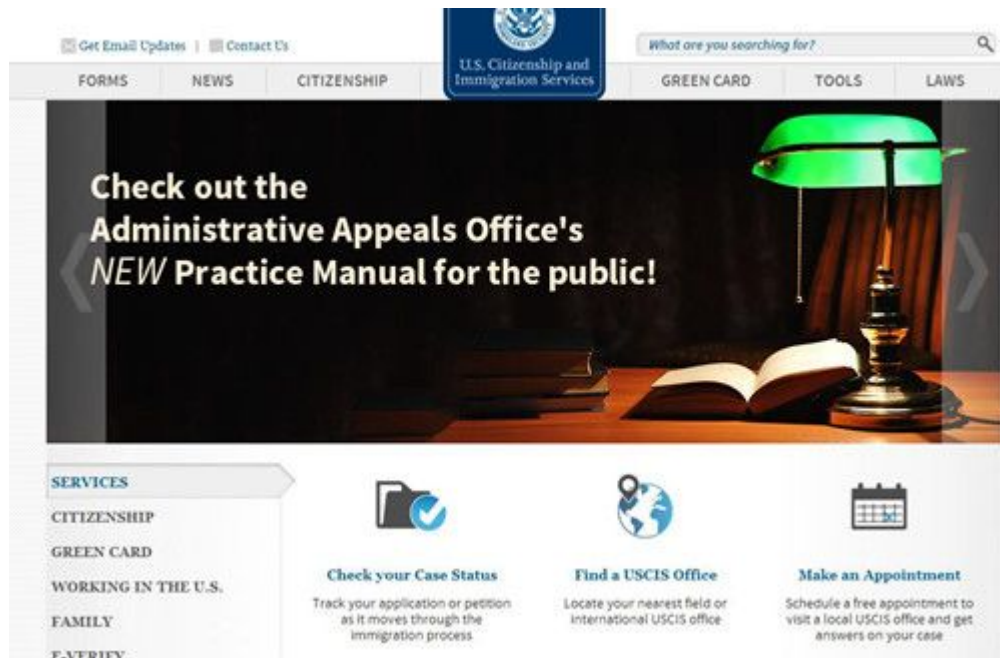 Get Email Updates | Contact Us
What are you searching for?
U.S. Citizenship and
Immigration Services
FORMS NEWS CITIZENSHIP GREEN CARD TOOLS LAWS
Check out the
Administrative Appeals Office's
NEW Practice Manual for the public!
SERVICES
CITIZENSHIP
GREEN CARD
WORKING IN THE U.S.
FAMILY
E-VERIFY
Check your Case Status
Track your application or petition
as it moves through the
immigration process
Find a USCIS Office
Locate your nearest field or
international USCIS office
Make an Appointment
Schedule a free appointment to
visit a local USCIS office and get
answers on your case